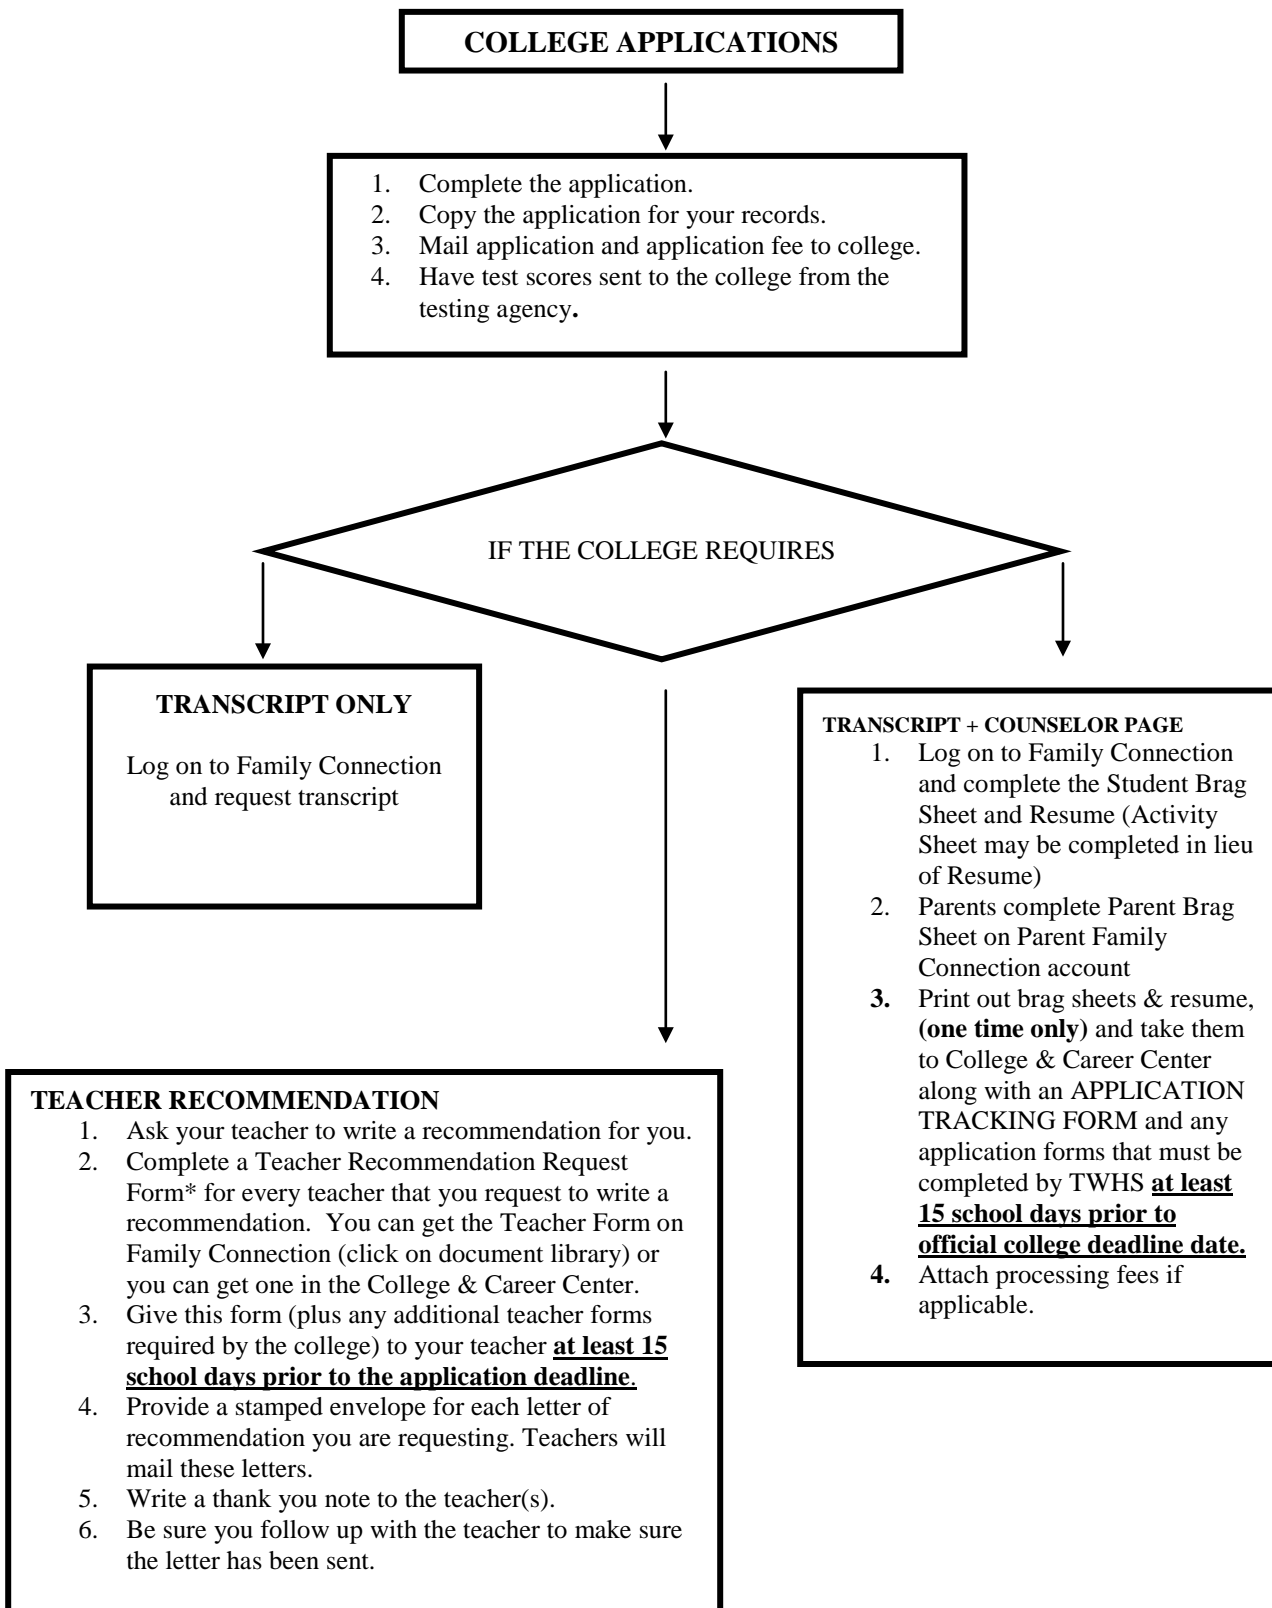 COLLEGE APPLICATIONS
1. Complete the application.
2. Copy the application for your records.
3. Mail application and application fee to college.
4. Have test scores sent to the college from the
testing agency.
IF THE COLLEGE REQUIRES
TRANSCRIPT ONLY
Log on to Family Connection
and request transcript
TRANSCRIPT + COUNSELOR PAGE
1. Log on to Family Connection
and complete the Student Brag
Sheet and Resume (Activity
Sheet may be completed in lieu
of Resume)
2. Parents complete Parent Brag
Sheet on Parent Family
Connection account
3. Print out brag sheets & resume,
(one time only) and take them
to College & Career Center
along with an APPLICATION
TRACKING FORM and any
application forms that must be
completed by TWHS at least
15 school days prior to
official college deadline date.
4. Attach processing fees if
applicable.
TEACHER RECOMMENDATION
1. Ask your teacher to write a recommendation for you.
2. Complete a Teacher Recommendation Request
Form* for every teacher that you request to write a
recommendation. You can get the Teacher Form on
Family Connection (click on document library) or
you can get one in the College & Career Center.
3. Give this form (plus any additional teacher forms
required by the college) to your teacher at least 15
school days prior to the application deadline.
4. Provide a stamped envelope for each letter of
recommendation you are requesting. Teachers will
mail these letters.
5. Write a thank you note to the teacher(s).
6. Be sure you follow up with the teacher to make sure
the letter has been sent.